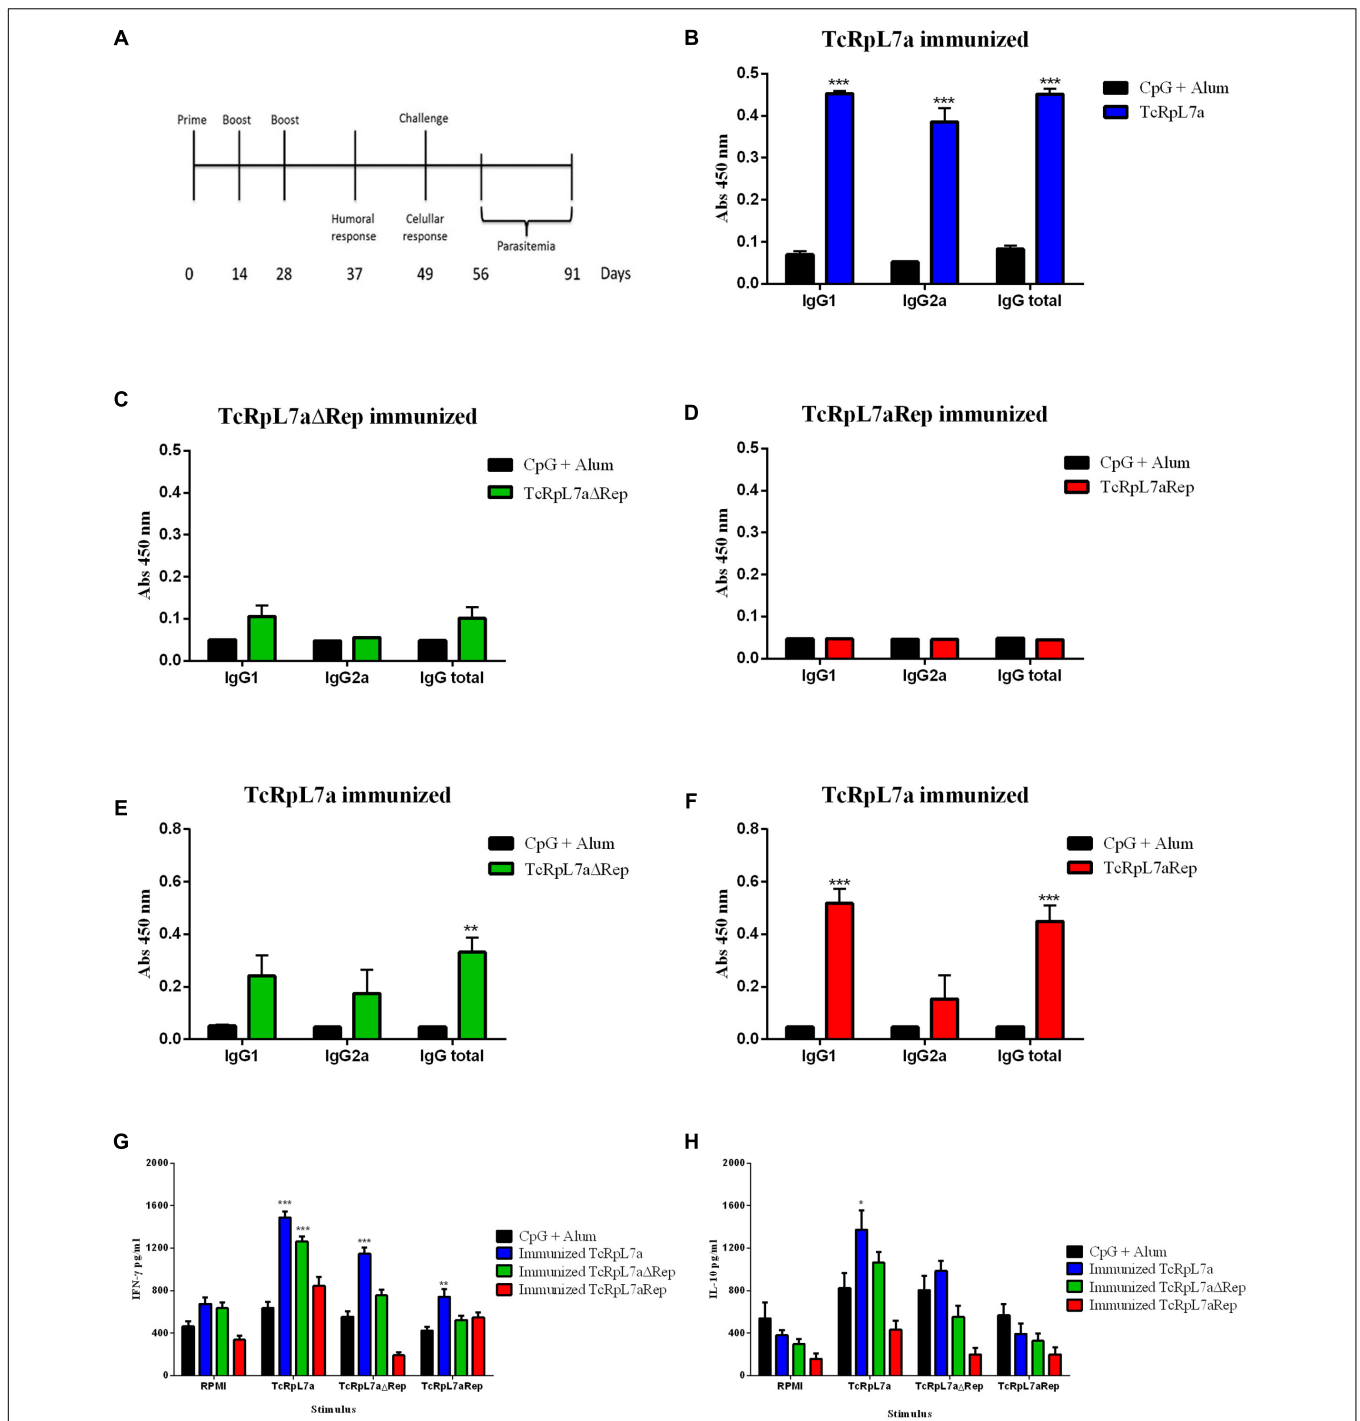 A
Prime Boost Boost Challenge
Humoral response
Celullar response
Parasitemia
0 14 28 37 49 56 91 Days
B
TcRpL7a immunized
Abs 450 nm
0.5
0.4
0.3
0.2
0.1
0.0
*** *** ***
IgG1 IgG2a IgG total
CpG + Alum
TcRpL7a
C
TcRpL7aΔRep immunized
Abs 450 nm
0.5
0.4
0.3
0.2
0.1
0.0
IgG1 IgG2a IgG total
CpG + Alum
TcRpL7aΔRep
D
TcRpL7aRep immunized
Abs 450 nm
0.5
0.4
0.3
0.2
0.1
0.0
IgG1 IgG2a IgG total
CpG + Alum
TcRpL7aRep
E
TcRpL7a immunized
Abs 450 nm
0.8
0.6
0.4
0.2
0.0
**
IgG1 IgG2a IgG total
CpG + Alum
TcRpL7aΔRep
F
TcRpL7a immunized
Abs 450 nm
0.8
0.6
0.4
0.2
0.0
*** ***
IgG1 IgG2a IgG total
CpG + Alum
TcRpL7aRep
G
IFN-γ pg/ml
2000
1600
1200
800
400
0
*** *** *** **
RPMI TcRpL7a TcRpL7aΔRep TcRpL7aRep
Stimulus
CpG + Alum
Immunized TcRpL7a
Immunized TcRpL7aΔRep
Immunized TcRpL7aRep
H
IL-10 pg/ml
2000
1600
1200
800
400
0
*
RPMI TcRpL7a TcRpL7aΔRep TcRpL7aRep
Stimulus
CpG + Alum
Immunized TcRpL7a
Immunized TcRpL7aΔRep
Immunized TcRpL7aRep